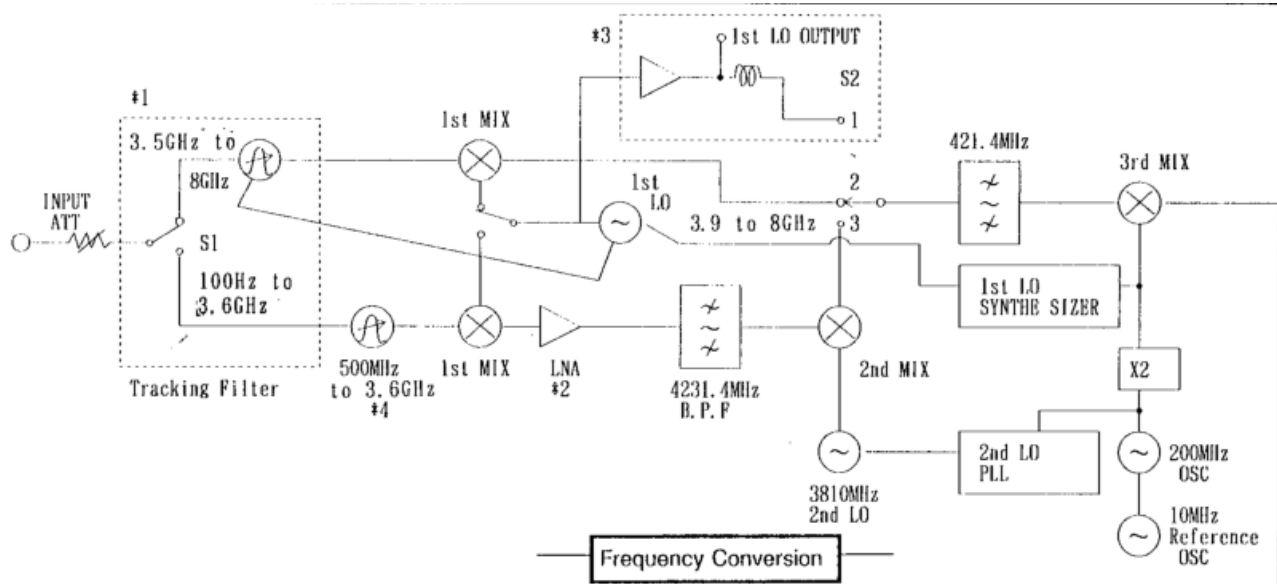 *3
1st LO OUTPUT
S2
1
*1
3.5GHz to
8GHz
1st MIX
INPUT
ATT
S1
100Hz to
3.6GHz
1st
LO
3.9 to 8GHz
2
3
421.4MHz
3rd MIX
1st LO
SYNTHE SIZER
Tracking Filter
500MHz
to 3.6GHz
*4
1st MIX
LNA
*2
4231.4MHz
B.P.F
2nd MIX
X2
2nd LO
PLL
3810MHz
2nd LO
200MHz
OSC
10MHz
Reference
OSC
Frequency Conversion